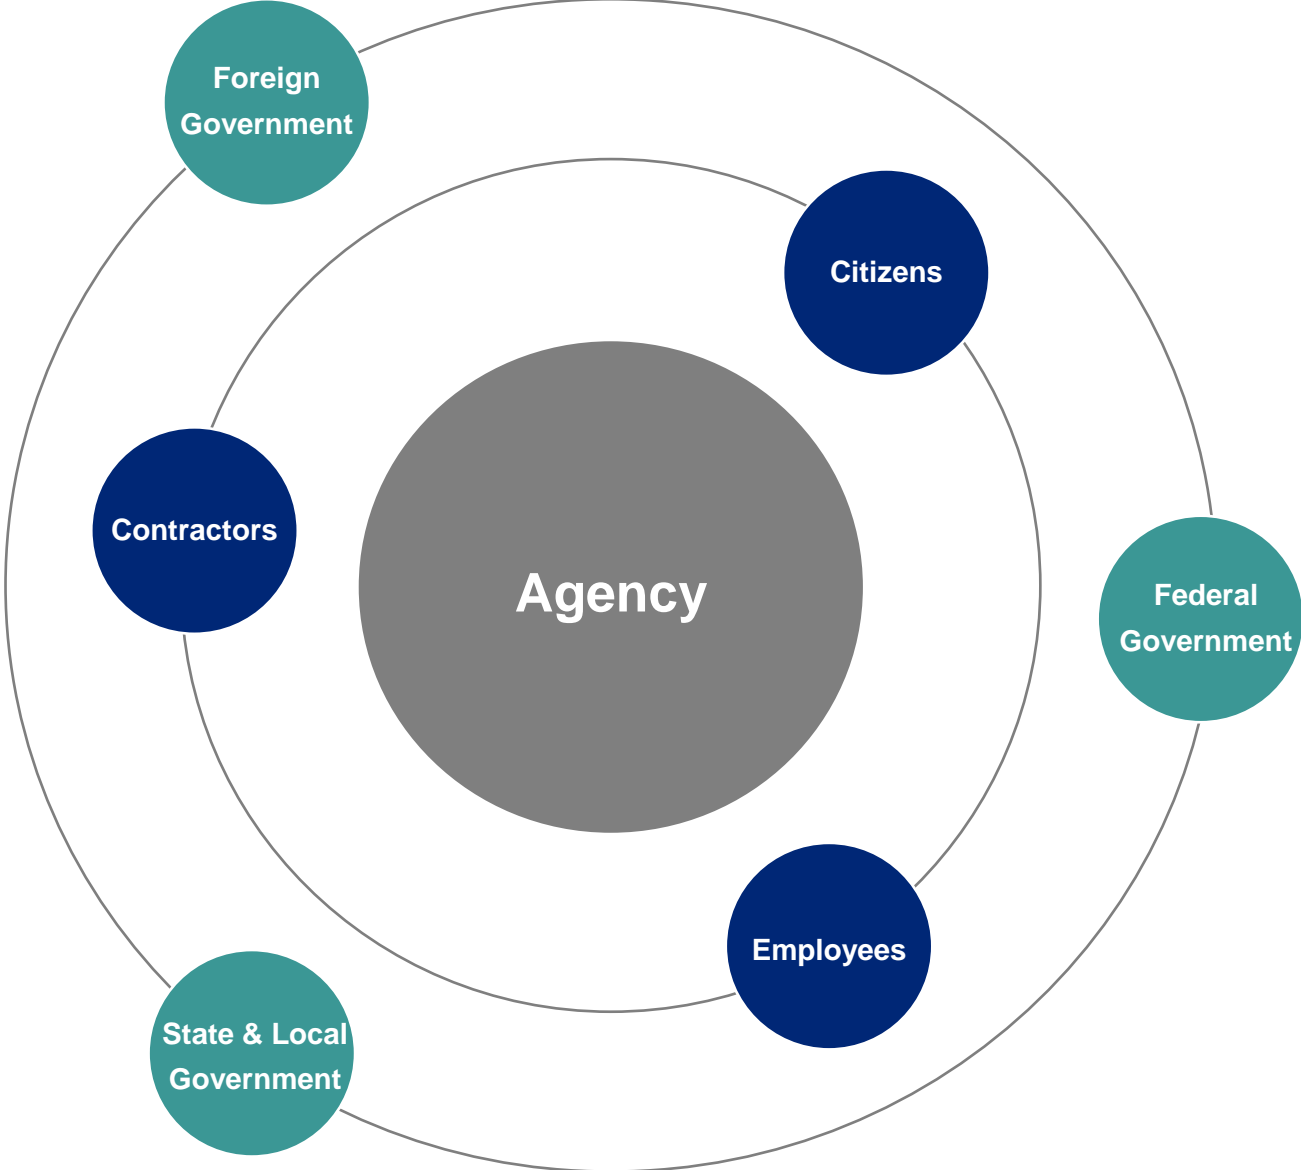 Foreign
Government
Citizens
Contractors
Agency
Federal
Government
Employees
State & Local
Government